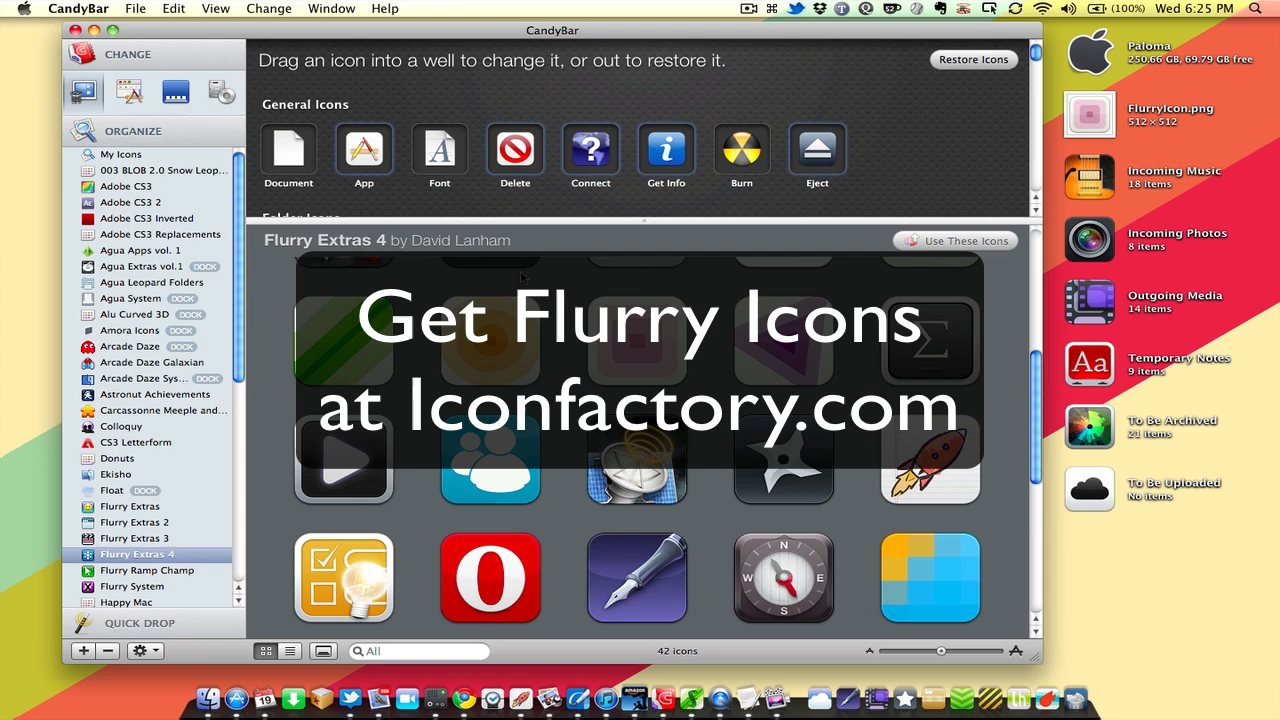 CandyBar File Edit View Change Window Help
(100%) Wed 6:25 PM
CandyBar
CHANGE
ORGANIZE
My Icons
003 BLOB 2.0 Snow Leop...
Adobe CS3
Adobe CS3 2
Adobe CS3 Inverted
Adobe CS3 Replacements
Agua Apps vol. 1
Agua Extras vol.1 DOCK
Agua Leopard Folders
Agua System DOCK
Alu Curved 3D DOCK
Amora Icons DOCK
Arcade Daze DOCK
Arcade Daze Galaxian
Arcade Daze Sys... DOCK
Astronut Achievements
Carcassonne Meeple and...
Colloquy
CS3 Letterform
Donuts
Ekisho
Float DOCK
Flurry Extras
Flurry Extras 2
Flurry Extras 3
Flurry Extras 4
Flurry Ramp Champ
Flurry System
Happy Mac
QUICK DROP
Drag an icon into a well to change it, or out to restore it.
Restore Icons
General Icons
Document App Font Delete Connect Get Info Burn Eject
Folder Icons
Flurry Extras 4 by David Lanham
Use These Icons
Get Flurry Icons
at Iconfactory.com
N
W E
S
All
42 icons
Paloma
250.66 GB, 69.79 GB free
FlurryIcon.png
512 × 512
Incoming Music
18 items
Incoming Photos
8 items
Outgoing Media
14 items
Aa
Temporary Notes
9 items
To Be Archived
21 items
To Be Uploaded
No items
19
amazon